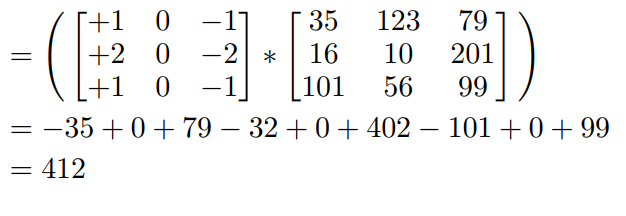 = ( [ +1 0 −1 +2 0 −2 +1 0 −1 ] * [ 35 123 79 16 10 201 101 56 99 ] )
= −35 + 0 + 79 − 32 + 0 + 402 − 101 + 0 + 99
= 412